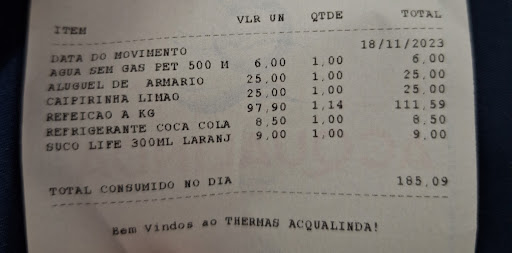 ITEM VLR UN QTDE TOTAL
DATA DO MOVIMENTO 18/11/2023
AGUA SEM GAS PET 500 M 6,00 1,00 6,00
ALUGUEL DE ARMARIO 25,00 1,00 25,00
CAIPIRINHA LIMAO 25,00 1,00 25,00
REFEICAO A KG 97,90 1,14 111,59
REFRIGERANTE COCA COLA 8,50 1,00 8,50
SUCO LIFE 300ML LARANJ 9,00 1,00 9,00
TOTAL CONSUMIDO NO DIA 185,09
Bem Vindos ao THERMAS ACQUALINDA!